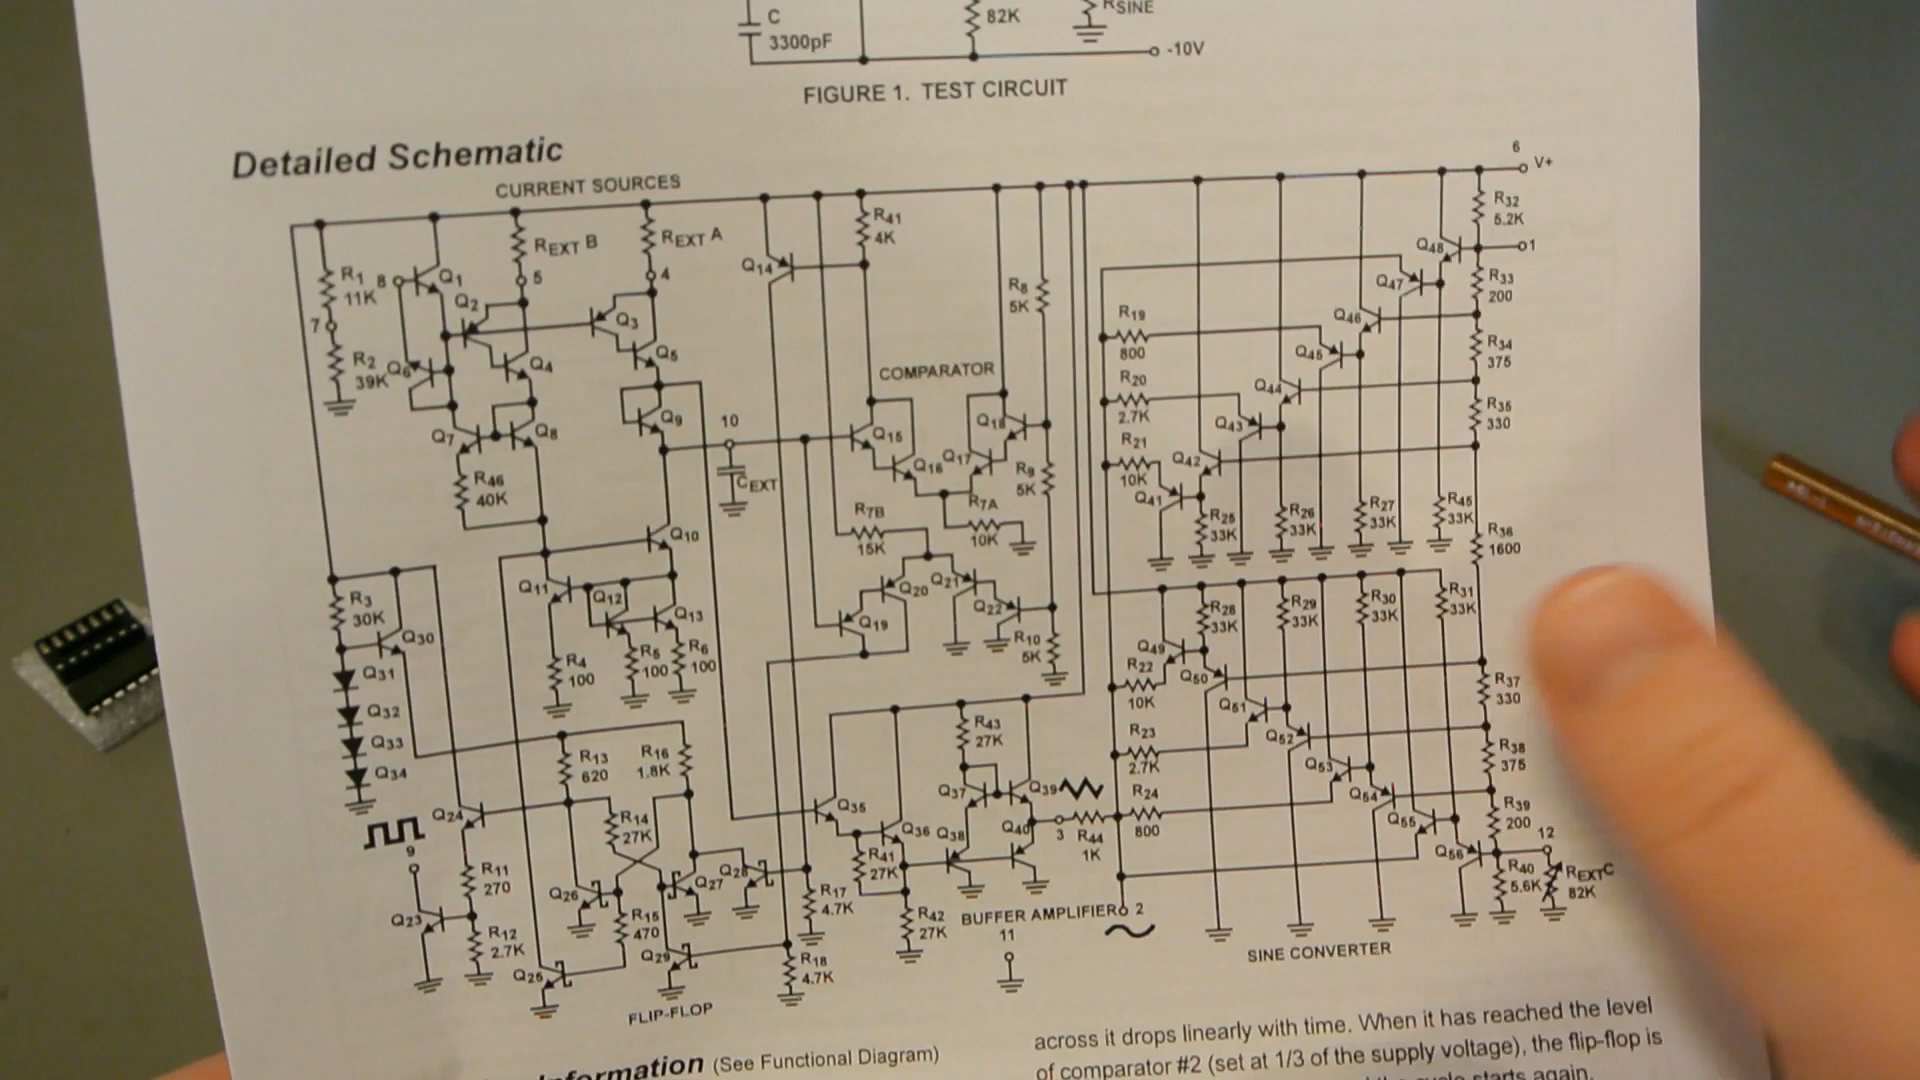 C
3300pF
82K
RSINE
-10V
FIGURE 1. TEST CIRCUIT
Detailed Schematic
CURRENT SOURCES
6
V+
R1
11K
8
Q1
REXT B
5
REXT A
4
Q2
Q3
7
R2
39K
Q6
Q4
Q5
Q7
Q8
Q9
R46
40K
10
CEXT
Q10
Q14
R41
4K
R8
5K
COMPARATOR
Q15
Q16
Q17
Q18
R9
5K
R7B
15K
R7A
10K
Q20
Q21
Q22
Q19
R10
5K
R32
5.2K
Q48
1
Q47
R33
200
Q46
R34
375
Q45
R19
800
Q44
R35
330
R20
2.7K
Q43
R21
10K
Q42
Q41
R25
33K
R26
33K
R27
33K
R45
33K
R36
1600
Q11
Q12
Q13
R3
30K
Q30
R4
100
R5
100
R6
100
Q31
Q32
Q33
Q34
R28
33K
R29
33K
R30
33K
R31
33K
Q49
R22
10K
Q50
Q51
R37
330
Q52
R23
2.7K
Q53
R38
375
Q54
R24
800
Q55
R39
200
Q56
12
R40
5.6K
REXTC
82K
R13
620
R16
1.8K
Q24
R14
27K
9
R11
270
Q23
R12
2.7K
Q26
Q27
Q28
R15
470
Q25
Q29
R17
4.7K
R18
4.7K
Q35
Q36
R41
27K
R42
27K
R43
27K
Q37
Q39
Q38
Q40
3
R44
1K
BUFFER AMPLIFIER
2
11
SINE CONVERTER
FLIP-FLOP
(See Functional Diagram)
across it drops linearly with time. When it has reached the level
of comparator #2 (set at 1/3 of the supply voltage), the flip-flop is
starts again.